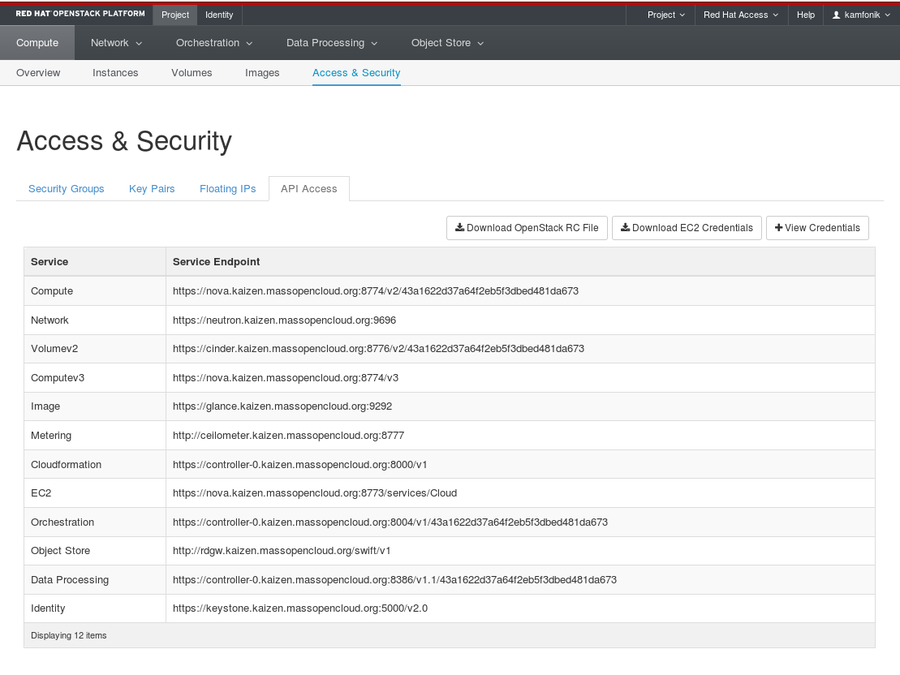 RED HAT OPENSTACK PLATFORM Project Identity Project Red Hat Access Help kamfonik
Compute Network Orchestration Data Processing Object Store
Overview Instances Volumes Images Access & Security
Access & Security
Security Groups Key Pairs Floating IPs API Access
Download OpenStack RC File Download EC2 Credentials View Credentials
Service Service Endpoint
Compute https://nova.kaizen.massopencloud.org:8774/v2/43a1622d37a64f2eb5f3dbed481da673
Network https://neutron.kaizen.massopencloud.org:9696
Volumev2 https://cinder.kaizen.massopencloud.org:8776/v2/43a1622d37a64f2eb5f3dbed481da673
Computev3 https://nova.kaizen.massopencloud.org:8774/v3
Image https://glance.kaizen.massopencloud.org:9292
Metering http://ceilometer.kaizen.massopencloud.org:8777
Cloudformation https://controller-0.kaizen.massopencloud.org:8000/v1
EC2 https://nova.kaizen.massopencloud.org:8773/services/Cloud
Orchestration https://controller-0.kaizen.massopencloud.org:8004/v1/43a1622d37a64f2eb5f3dbed481da673
Object Store http://rdgw.kaizen.massopencloud.org/swift/v1
Data Processing https://controller-0.kaizen.massopencloud.org:8386/v1.1/43a1622d37a64f2eb5f3dbed481da673
Identity https://keystone.kaizen.massopencloud.org:5000/v2.0
Displaying 12 items